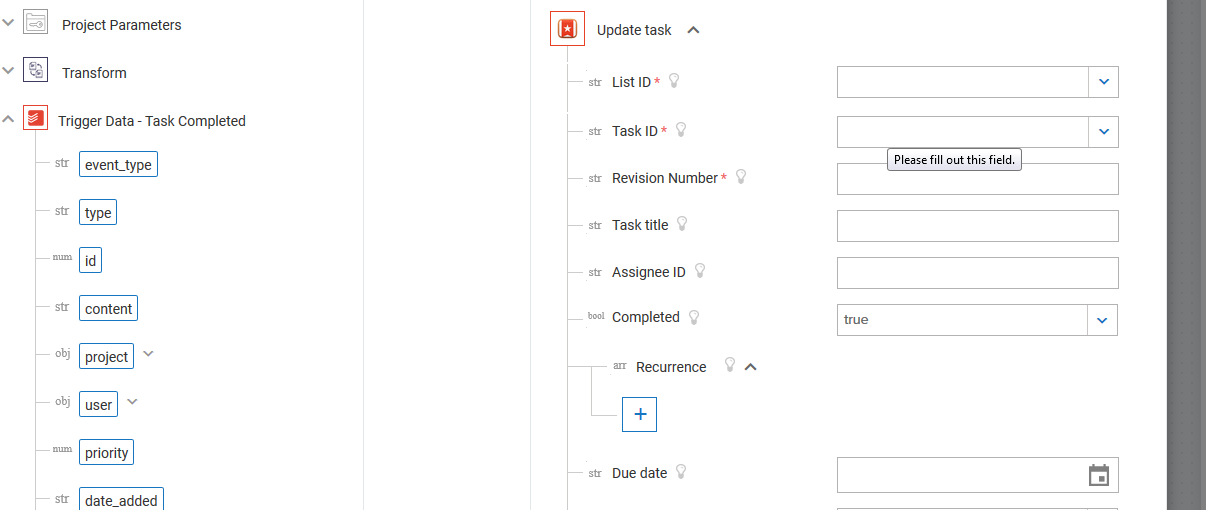 Project Parameters
Transform
Trigger Data - Task Completed
str event_type
str type
num id
str content
obj project
obj user
num priority
str date_added
Update task
str List ID *
str Task ID *
Please fill out this field.
str Revision Number *
str Task title
str Assignee ID
bool Completed true
arr Recurrence
+
str Due date